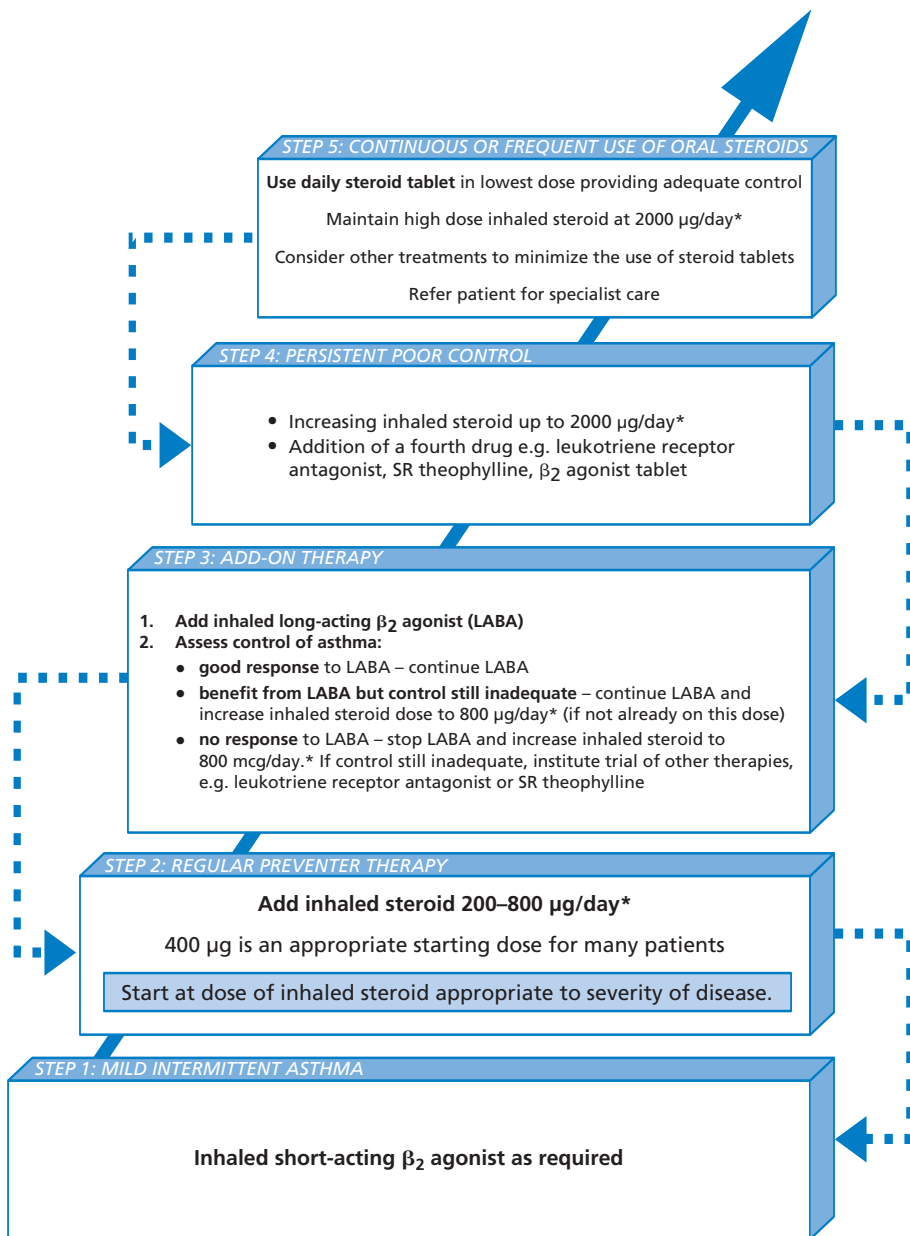 STEP 5: CONTINUOUS OR FREQUENT USE OF ORAL STEROIDS
Use daily steroid tablet in lowest dose providing adequate control
Maintain high dose inhaled steroid at 2000 µg/day*
Consider other treatments to minimize the use of steroid tablets
Refer patient for specialist care
STEP 4: PERSISTENT POOR CONTROL
• Increasing inhaled steroid up to 2000 µg/day*
• Addition of a fourth drug e.g. leukotriene receptor
antagonist, SR theophylline, β2 agonist tablet
STEP 3: ADD-ON THERAPY
1. Add inhaled long-acting β2 agonist (LABA)
2. Assess control of asthma:
• good response to LABA – continue LABA
• benefit from LABA but control still inadequate – continue LABA and
increase inhaled steroid dose to 800 µg/day* (if not already on this dose)
• no response to LABA – stop LABA and increase inhaled steroid to
800 mcg/day.* If control still inadequate, institute trial of other therapies,
e.g. leukotriene receptor antagonist or SR theophylline
STEP 2: REGULAR PREVENTER THERAPY
Add inhaled steroid 200–800 µg/day*
400 µg is an appropriate starting dose for many patients
Start at dose of inhaled steroid appropriate to severity of disease.
STEP 1: MILD INTERMITTENT ASTHMA
Inhaled short-acting β2 agonist as required